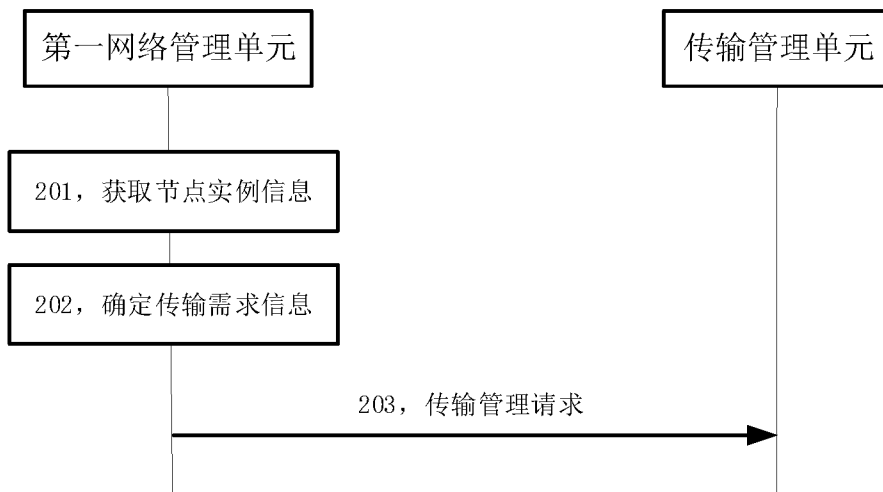 第一网络管理单元
传输管理单元
201，获取节点实例信息
202，确定传输需求信息
203，传输管理请求